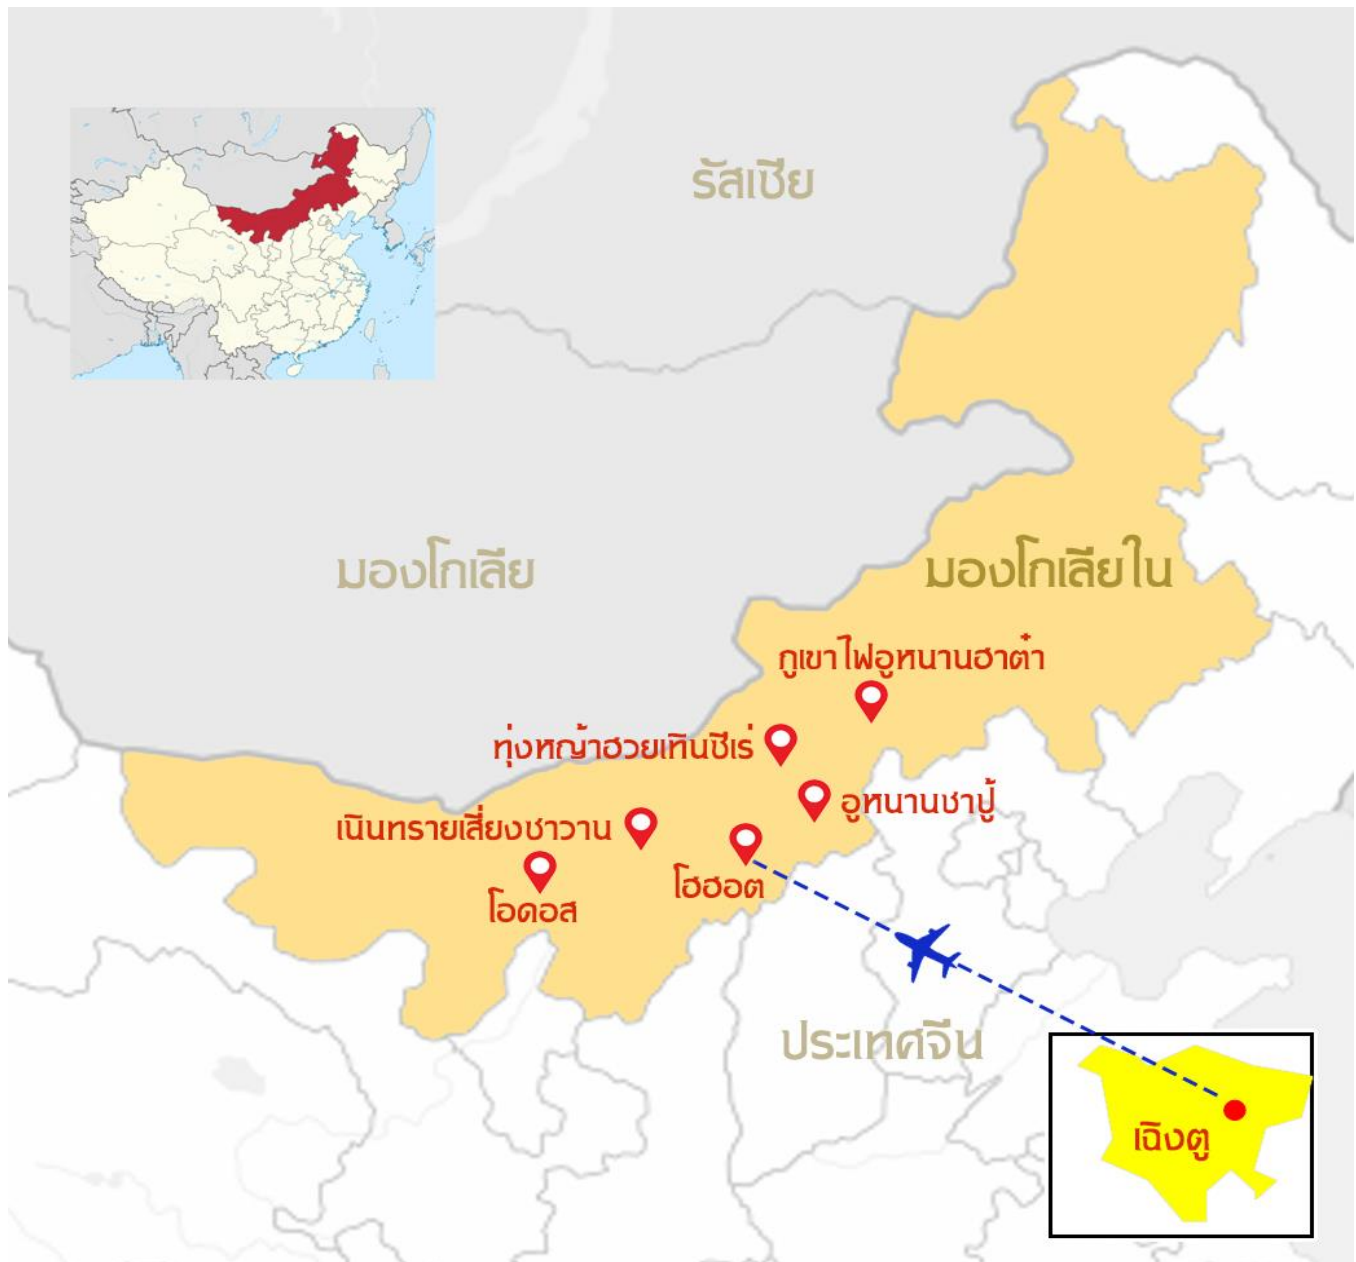 รัสเซีย
มองโกเลีย
มองโกเลียใน
ภูเขาไฟอูหนานฮาต๋า
ทุ่งหญ้าฮวยเทินซีเร่
อูหนานชาปู้
เนินทรายเสี่ยงซาวาน
โฮฮอต
โอดอส
ประเทศจีน
เฉิงตู